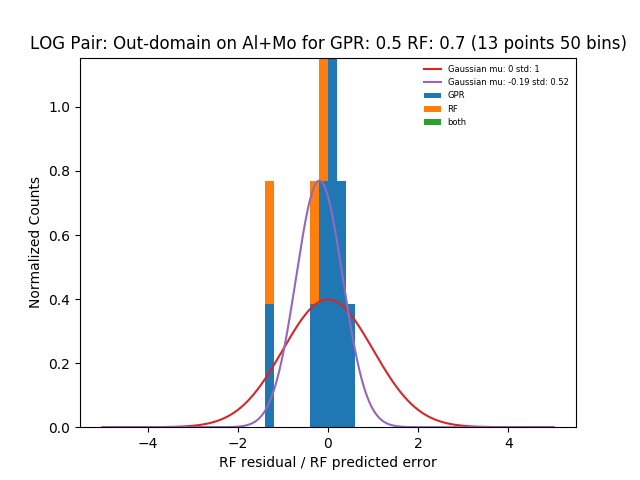 LOG Pair: Out-domain on Al+Mo for GPR: 0.5 RF: 0.7 (13 points 50 bins)
Gaussian mu: 0 std: 1
Gaussian mu: -0.19 std: 0.52
GPR
RF
both
Normalized Counts
1.0
0.8
0.6
0.4
0.2
0.0
−4
−2
0
2
4
RF residual / RF predicted error